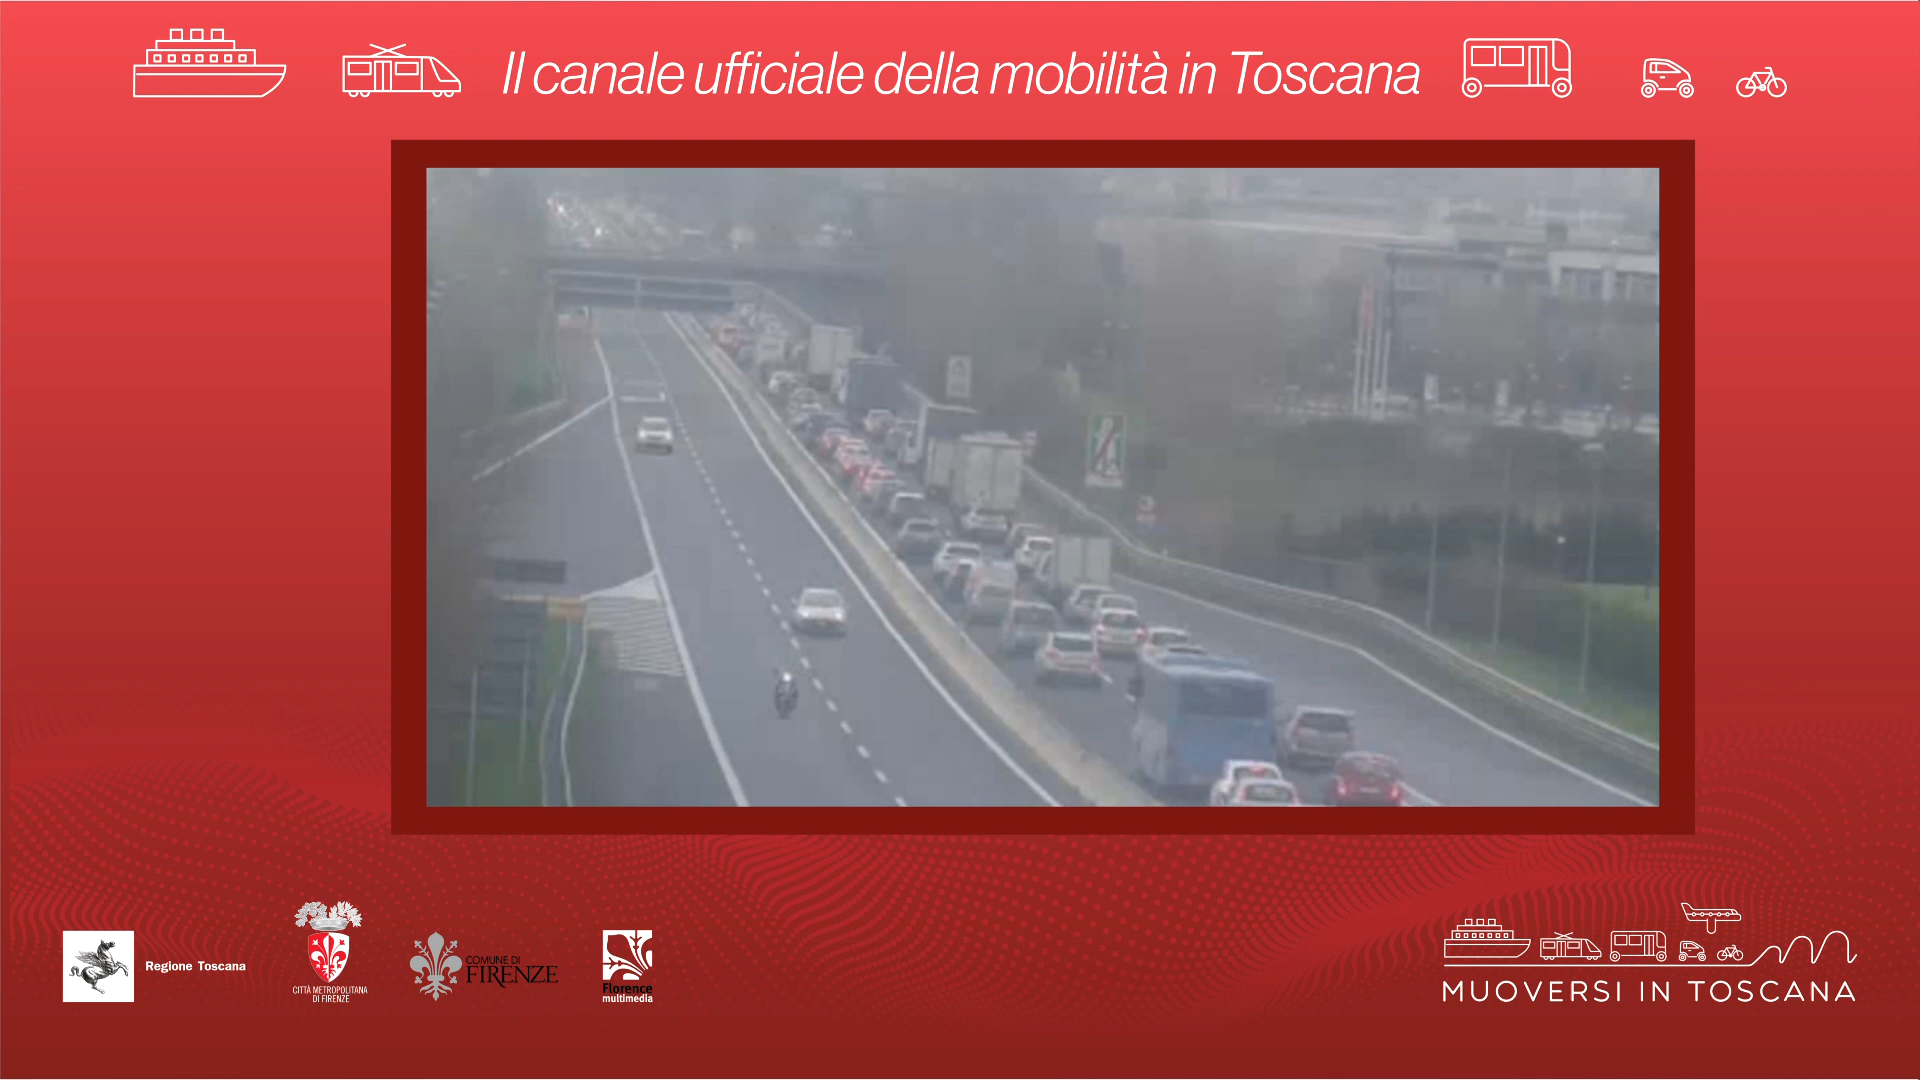 Il canale ufficiale della mobilità in Toscana
Regione Toscana
CITTÀ METROPOLITANA
DI FIRENZE
COMUNE DI
FIRENZE
Florence
multimedia
MUOVERSI IN TOSCANA